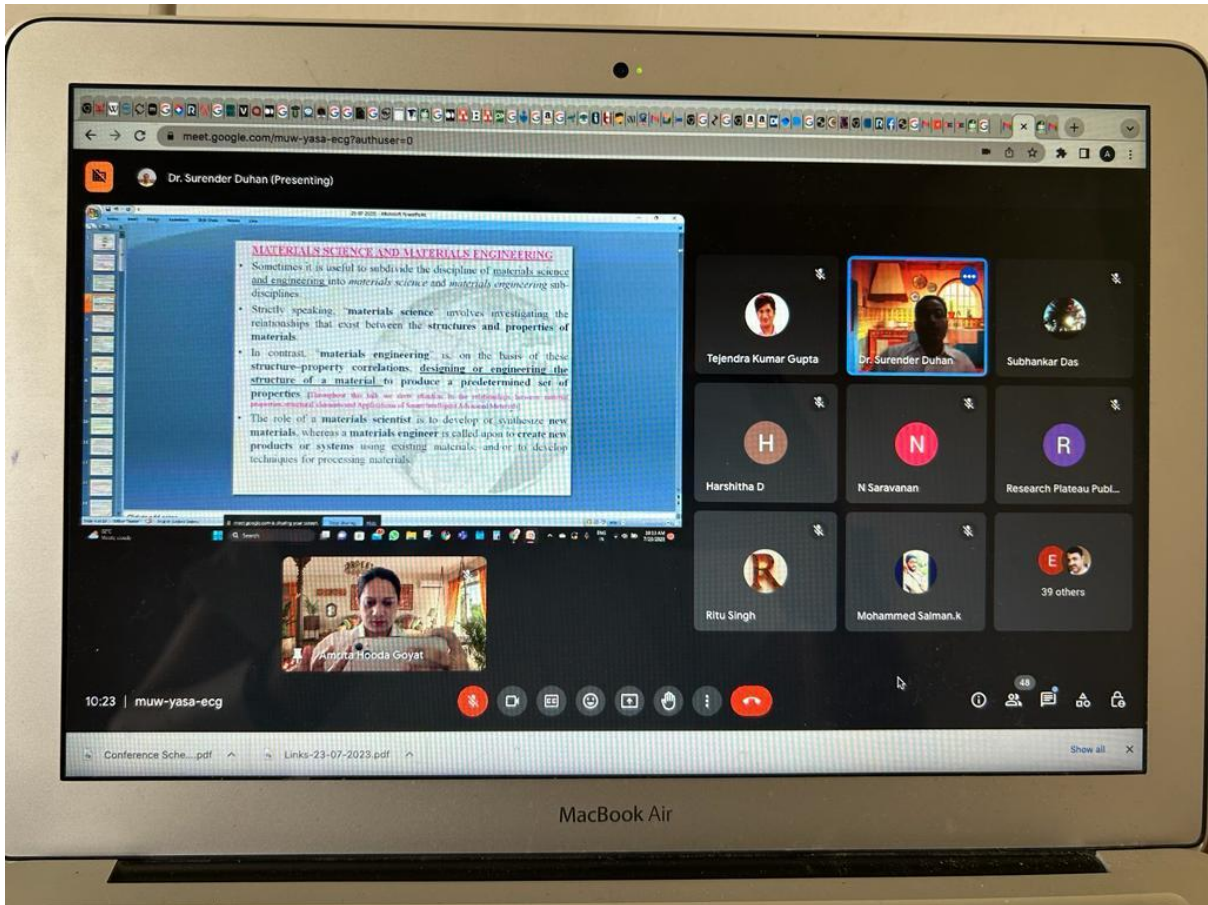 meet.google.com/muw-yasa-ecg?authuser=0
Dr. Surender Duhan (Presenting)
MATERIALS SCIENCE AND MATERIALS ENGINEERING
• Sometimes it is useful to subdivide the discipline of materials science
and engineering into materials science and materials engineering sub-
disciplines.
• Strictly speaking, "materials science" involves investigating the
relationships that exist between the structures and properties of
materials.
• In contrast, "materials engineering" is, on the basis of these
structure–property correlations, designing or engineering the
structure of a material to produce a predetermined set of
properties.
• The role of a materials scientist is to develop or synthesize new
materials, whereas a materials engineer is called upon to create new
products or systems using existing materials, and/or to develop
techniques for processing materials.
Search
Tejendra Kumar Gupta
Dr. Surender Duhan
Subhankar Das
H
Harshitha D
N
N Saravanan
R
Research Plateau Publ...
Ritu Singh
Mohammed Salman.k
E
39 others
Amrita Hooda Goyat
10:23 | muw-yasa-ecg
48
Conference Sche....pdf
Links-23-07-2023.pdf
Show all
MacBook Air